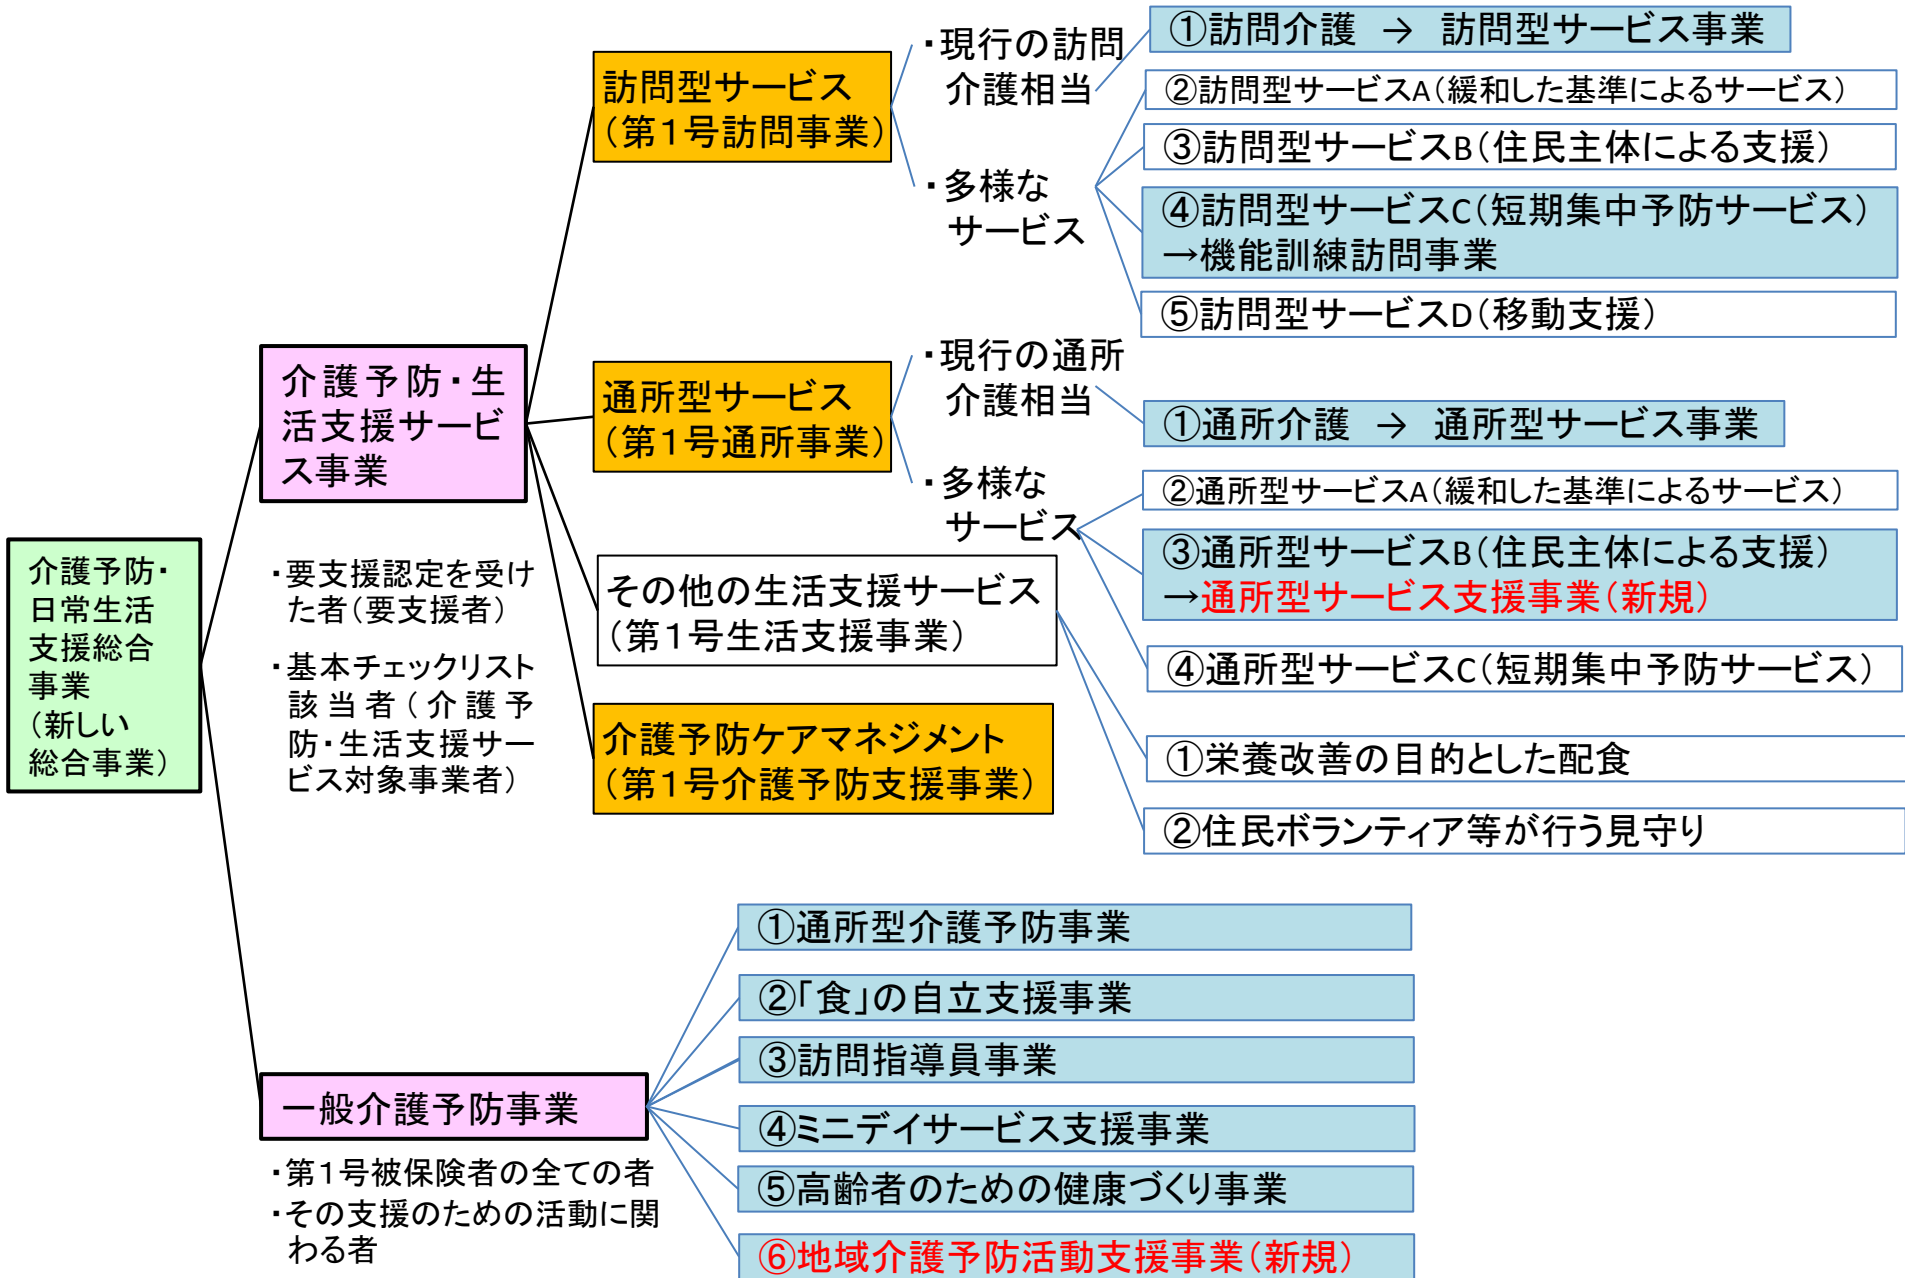 介護予防・
日常生活
支援総合
事業
（新しい
総合事業）
介護予防・生
活支援サービ
ス事業
・要支援認定を受け
た者（要支援者）
・基本チェックリスト
該当者（介護予
防・生活支援サー
ビス対象事業者）
訪問型サービス
（第１号訪問事業）
・現行の訪問
介護相当
①訪問介護 → 訪問型サービス事業
・多様な
サービス
②訪問型サービスA（緩和した基準によるサービス）
③訪問型サービスB（住民主体による支援）
④訪問型サービスC（短期集中予防サービス）
→機能訓練訪問事業
⑤訪問型サービスD（移動支援）
通所型サービス
（第１号通所事業）
・現行の通所
介護相当
①通所介護 → 通所型サービス事業
・多様な
サービス
②通所型サービスA（緩和した基準によるサービス）
③通所型サービスB（住民主体による支援）
→通所型サービス支援事業（新規）
④通所型サービスC（短期集中予防サービス）
その他の生活支援サービス
（第１号生活支援事業）
①栄養改善の目的とした配食
②住民ボランティア等が行う見守り
介護予防ケアマネジメント
（第１号介護予防支援事業）
一般介護予防事業
・第１号被保険者の全ての者
・その支援のための活動に関
わる者
①通所型介護予防事業
②「食」の自立支援事業
③訪問指導員事業
④ミニデイサービス支援事業
⑤高齢者のための健康づくり事業
⑥地域介護予防活動支援事業（新規）